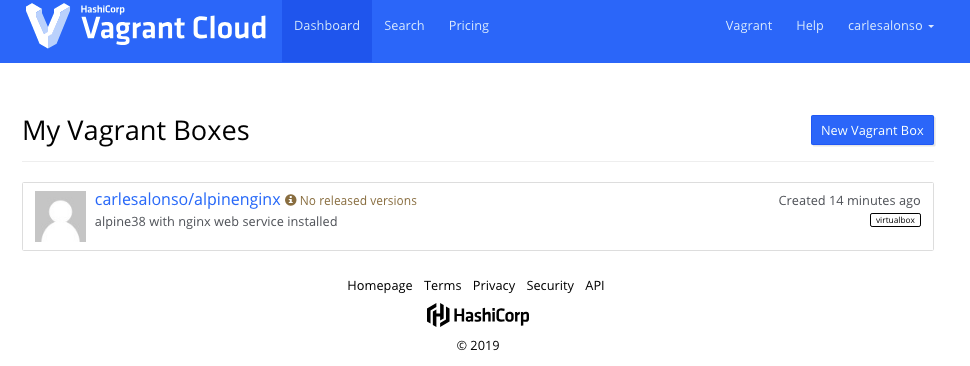 HashiCorp
Vagrant Cloud Dashboard Search Pricing Vagrant Help carlesalonso
My Vagrant Boxes New Vagrant Box
carlesalonso/alpinenginx No released versions Created 14 minutes ago
alpine38 with nginx web service installed virtualbox
Homepage Terms Privacy Security API
HashiCorp
© 2019